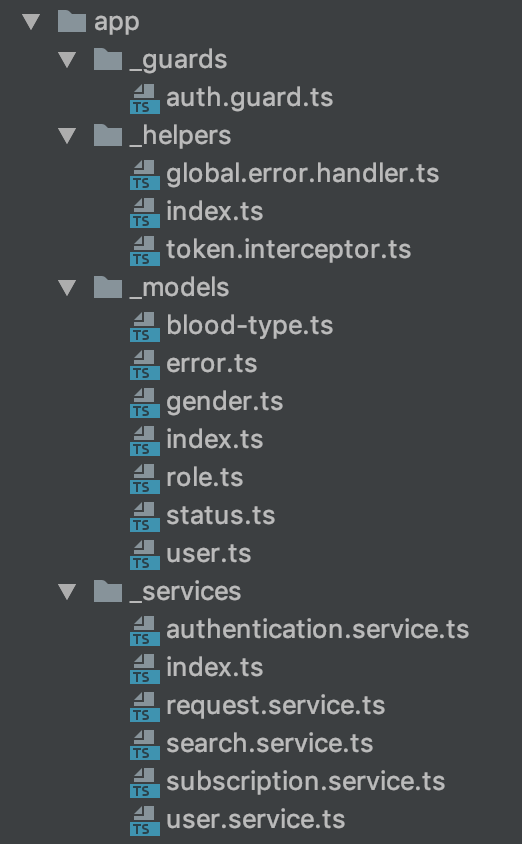 app
_guards
TS auth.guard.ts
_helpers
TS global.error.handler.ts
TS index.ts
TS token.interceptor.ts
_models
TS blood-type.ts
TS error.ts
TS gender.ts
TS index.ts
TS role.ts
TS status.ts
TS user.ts
_services
TS authentication.service.ts
TS index.ts
TS request.service.ts
TS search.service.ts
TS subscription.service.ts
TS user.service.ts